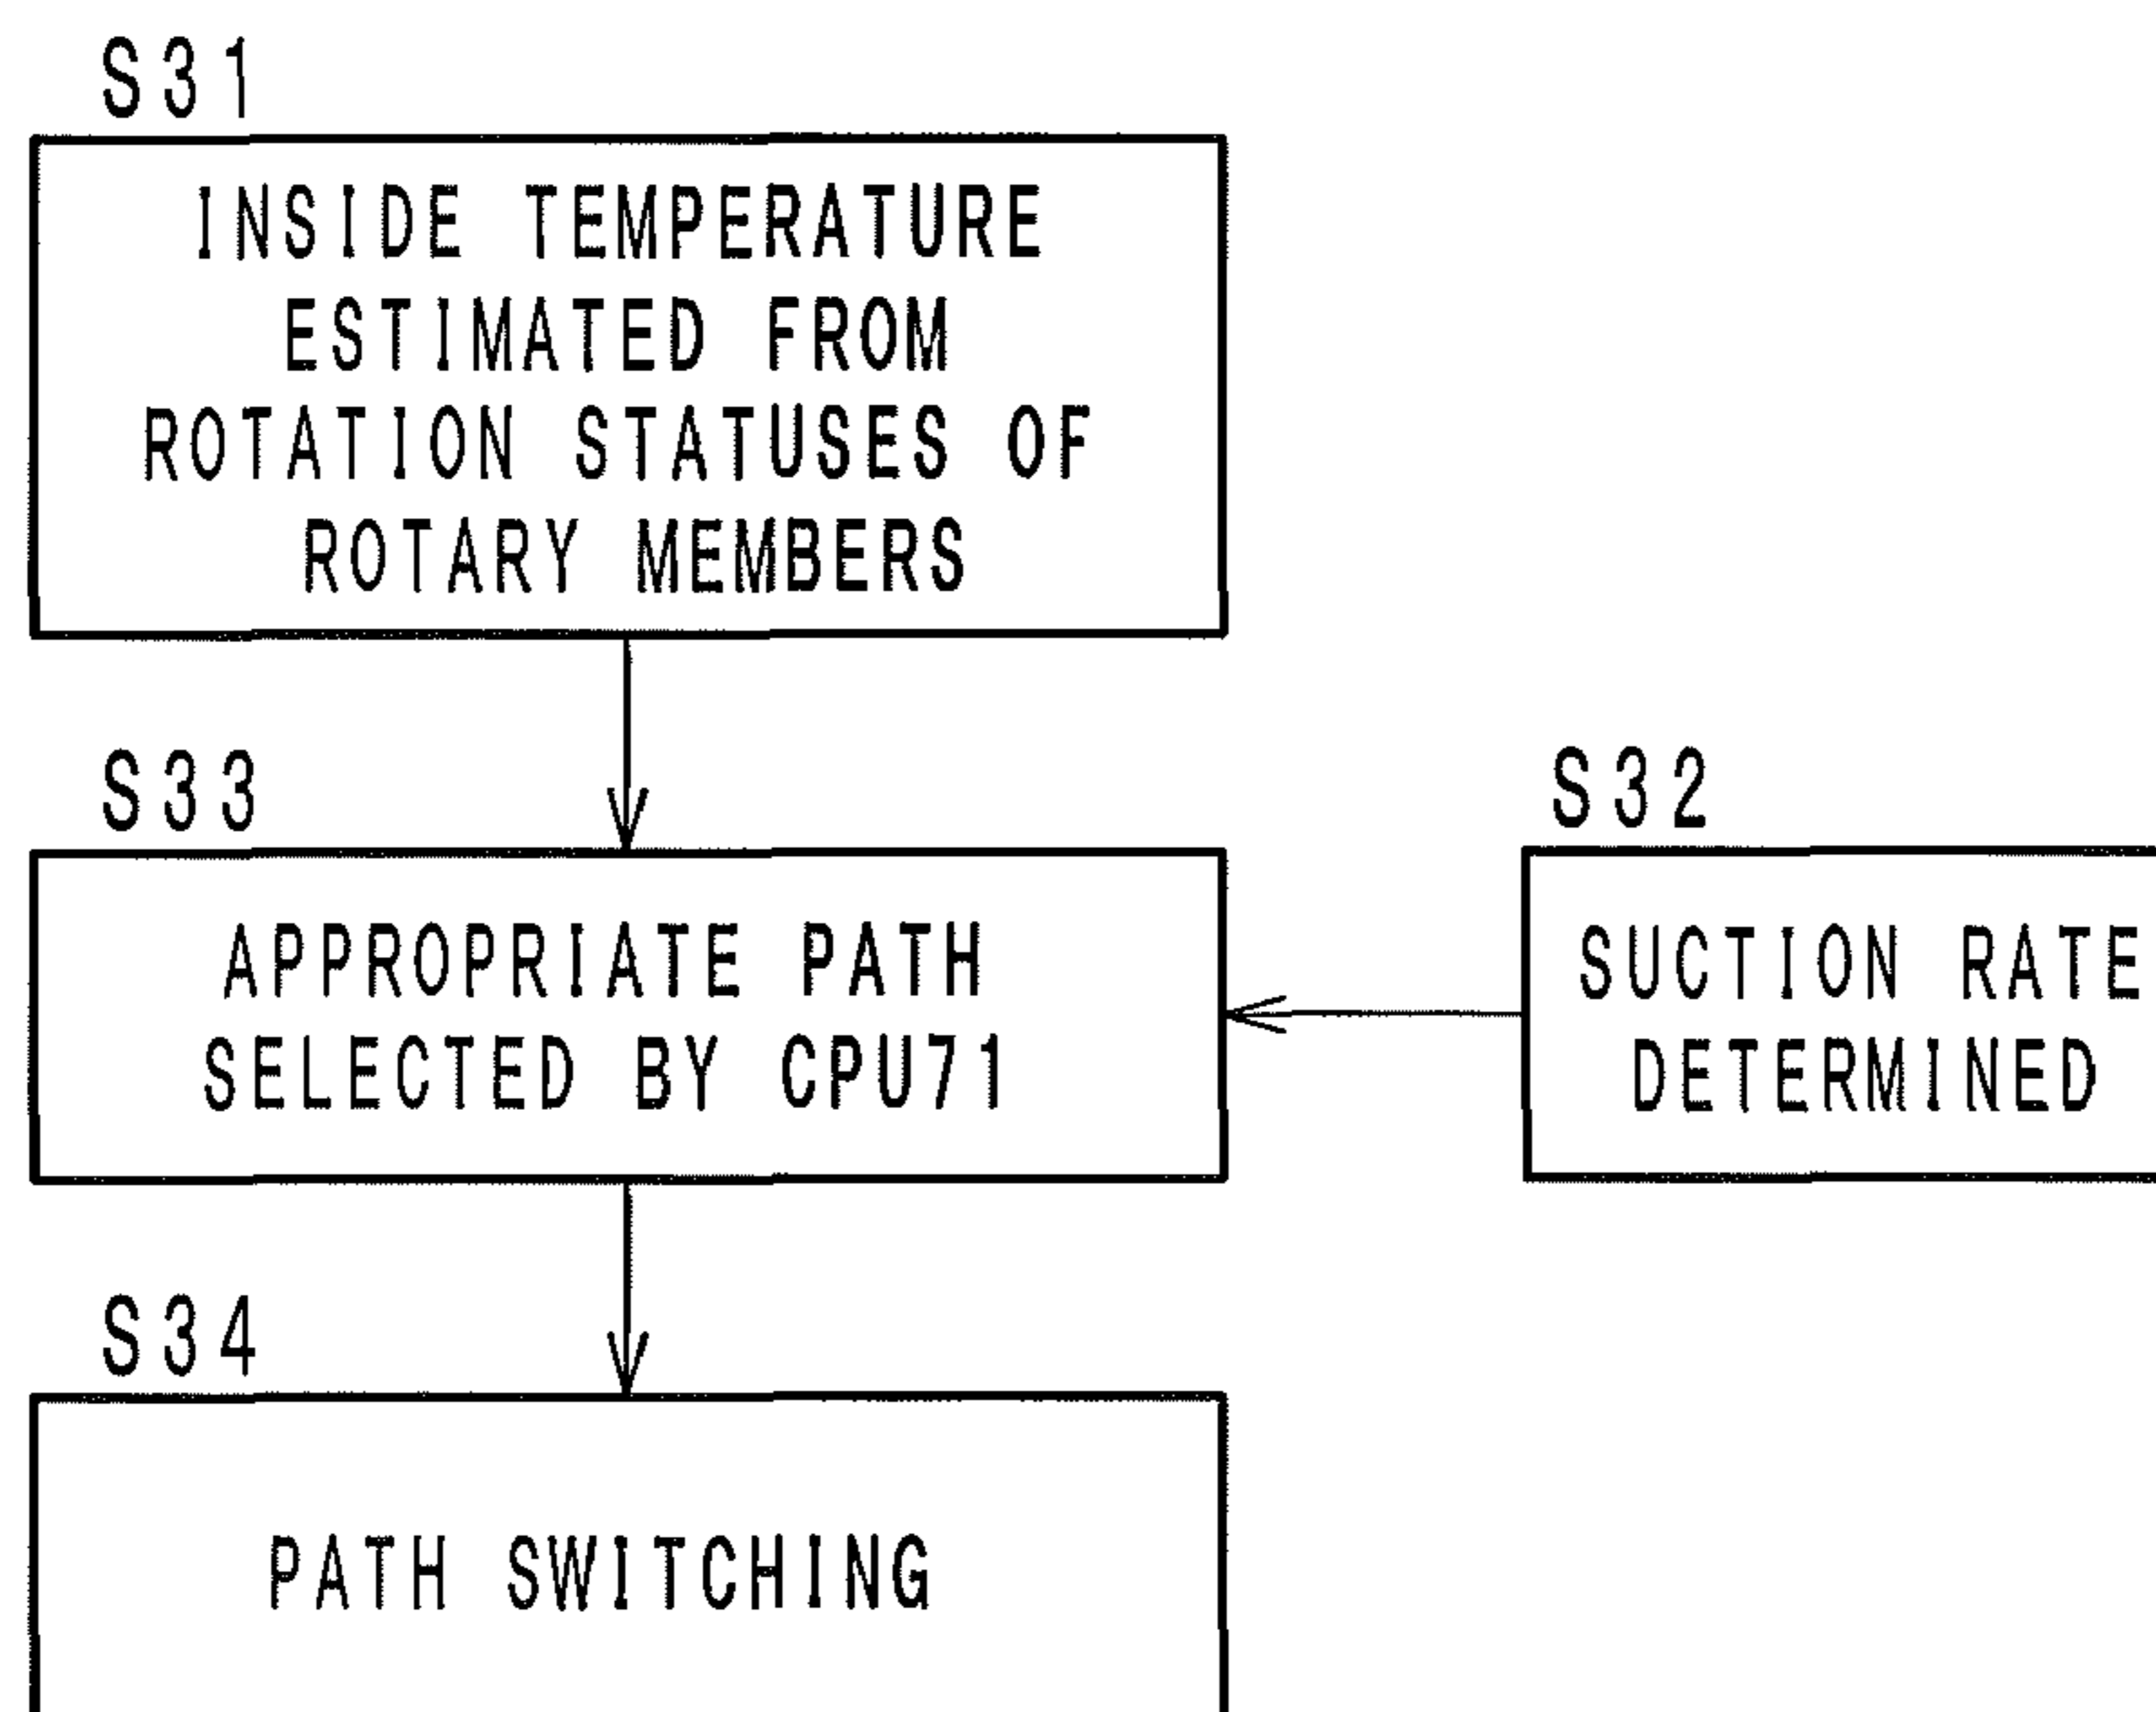 S31
INSIDE TEMPERATURE
ESTIMATED FROM
ROTATION STATUSES OF
ROTARY MEMBERS
S33
APPROPRIATE PATH
SELECTED BY CPU71
S32
SUCTION RATE
DETERMINED
S34
PATH SWITCHING